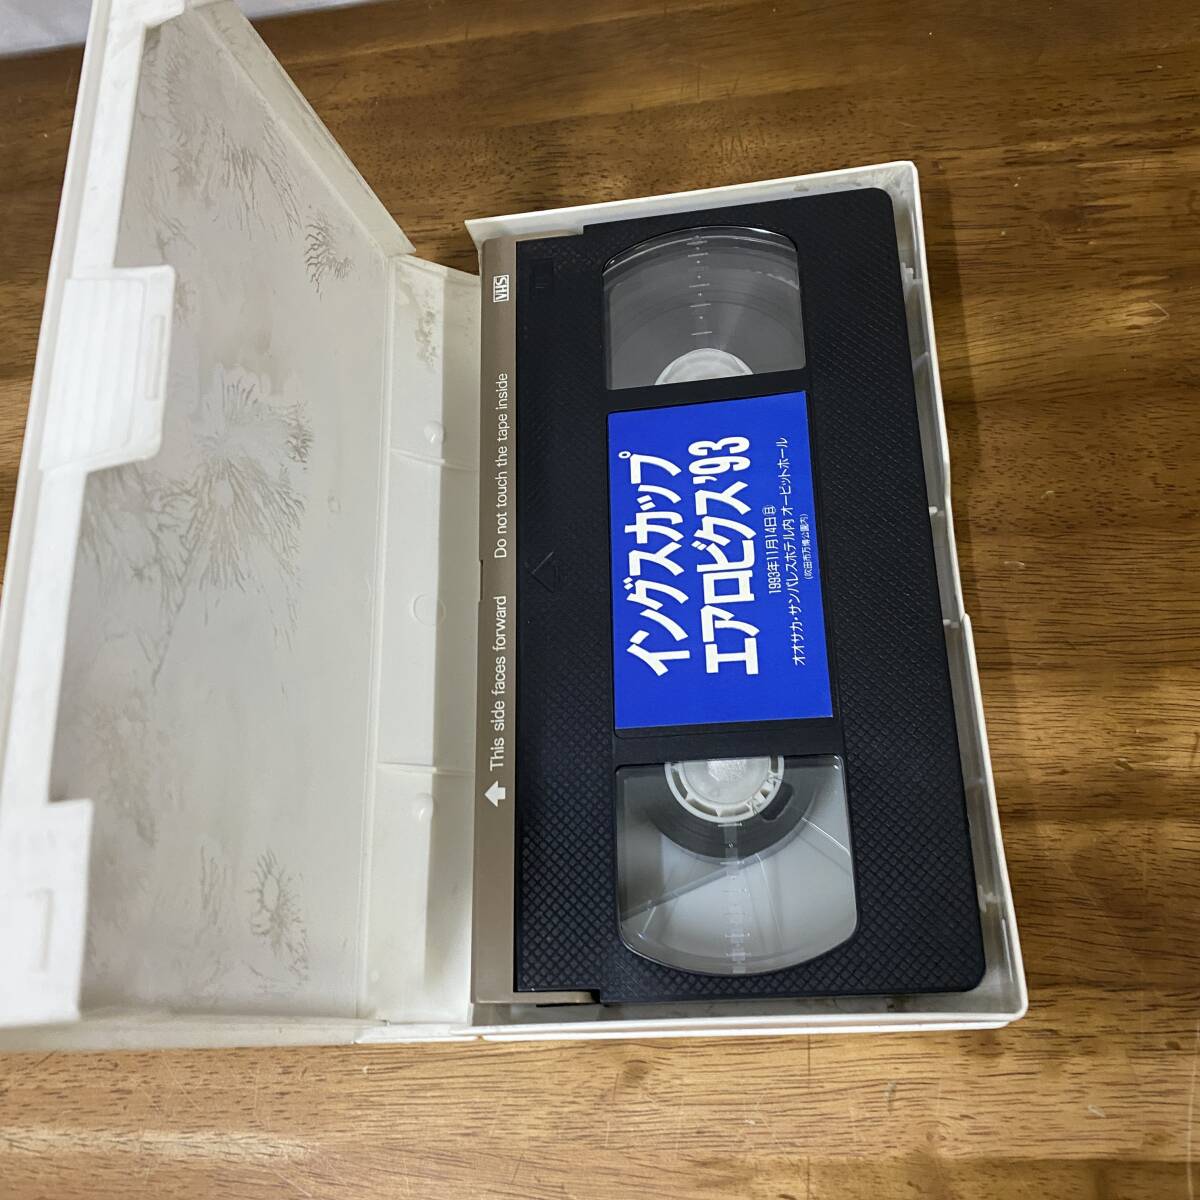 イングスカップ
エアロビクス'93
1993年11月14日㊐
オオサカ・サンパレスホテル内 オービットホール
(吹田市万博公園内)
This side faces forward Do not touch the tape inside VHS